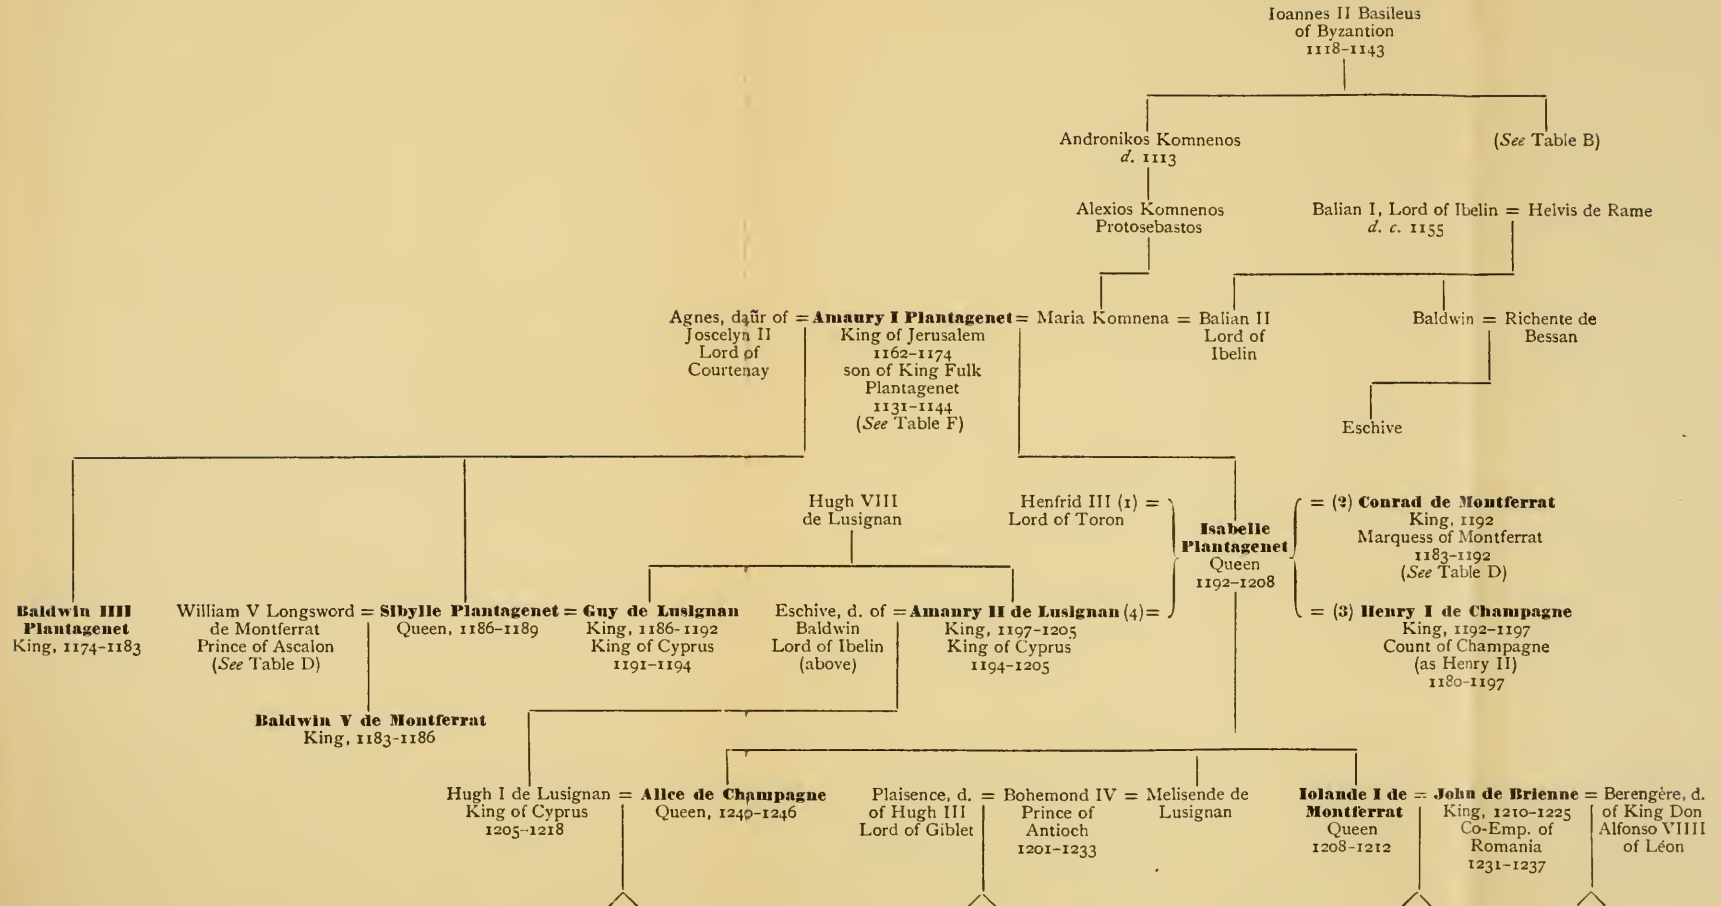 Ioannes II Basileus
of Byzantion
1118-1143
Andronikos Komnenos
d. 1113
(See Table B)
Alexios Komnenos
Protosebastos
Balian I, Lord of Ibelin = Helvis de Rame
d. c. 1155
Agnes, daũr of = Amaury I Plantagenet = Maria Komnena = Balian II
Joscelyn II
Lord of
Courtenay
King of Jerusalem
1162-1174
son of King Fulk
Plantagenet
1131-1144
(See Table F)
Lord of
Ibelin
Baldwin = Richente de
Bessan
Eschive
Hugh VIII
de Lusignan
Henfrid III (1) =
Lord of Toron
Isabelle
Plantagenet
Queen
1192-1208
= (2) Conrad de Montferrat
King, 1192
Marquess of Montferrat
1183-1192
(See Table D)
Baldwin IIII
Plantagenet
King, 1174-1183
William V Longsword = Sibylle Plantagenet = Guy de Lusignan
de Montferrat
Prince of Ascalon
(See Table D)
Queen, 1186-1189
King, 1186-1192
King of Cyprus
1191-1194
Eschive, d. of = Amaury II de Lusignan (4) =
Baldwin
Lord of Ibelin
(above)
King, 1197-1205
King of Cyprus
1194-1205
= (3) Henry I de Champagne
King, 1192-1197
Count of Champagne
(as Henry II)
1180-1197
Baldwin V de Montferrat
King, 1183-1186
Hugh I de Lusignan = Alice de Champagne
King of Cyprus
1205-1218
Queen, 1240-1246
Plaisence, d. = Bohemond IV = Melisende de
of Hugh III
Lord of Giblet
Prince of
Antioch
1201-1233
Lusignan
Iolande I de = John de Brienne = Berengère, d.
Montferrat
Queen
1208-1212
King, 1210-1225
Co-Emp. of
Romania
1231-1237
of King Don
Alfonso VIIII
of Léon